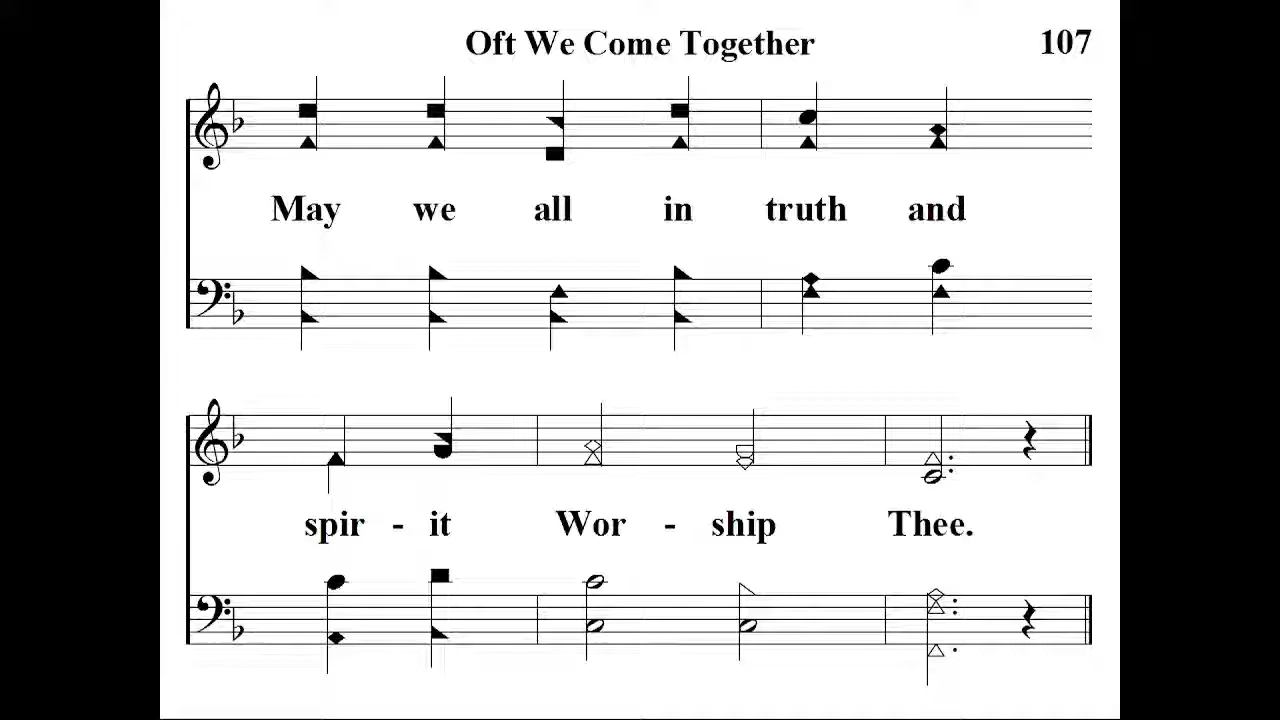 Oft We Come Together 107
May we all in truth and
spir - it Wor - ship Thee.